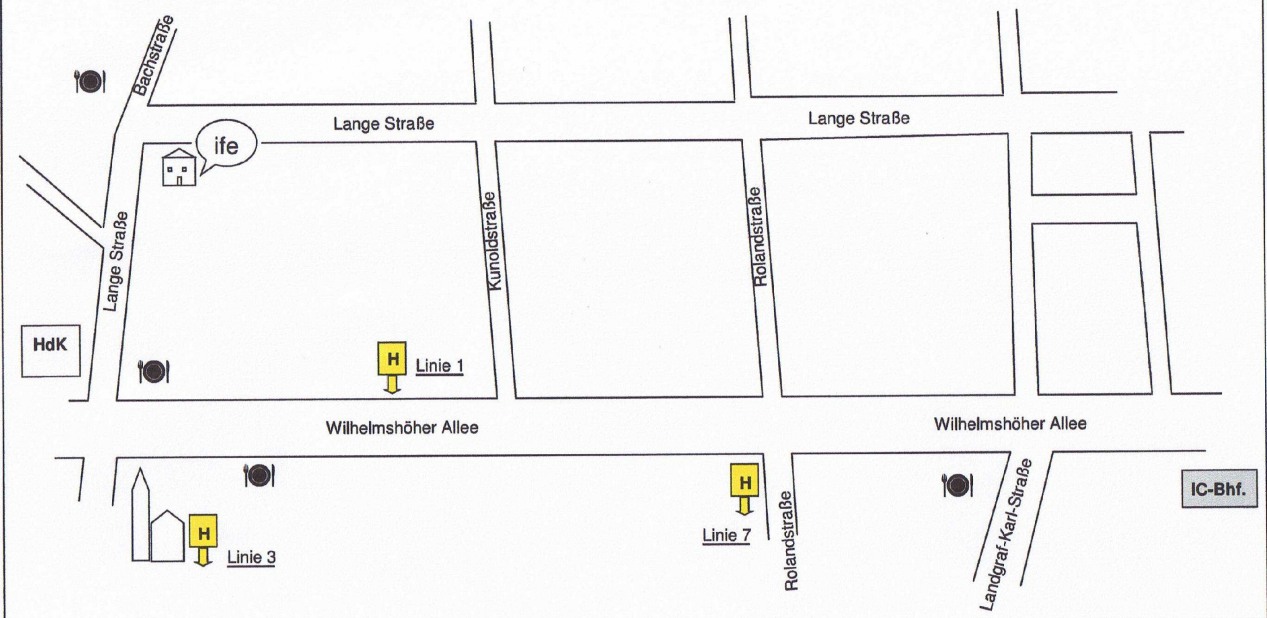 Bachstraße
Lange Straße
Lange Straße
ife
Lange Straße
Kunoldstraße
Rolandstraße
HdK
H
Linie 1
Wilhelmshöher Allee
Wilhelmshöher Allee
H
Linie 3
H
Linie 7
Rolandstraße
Landgraf-Karl-Straße
IC-Bhf.